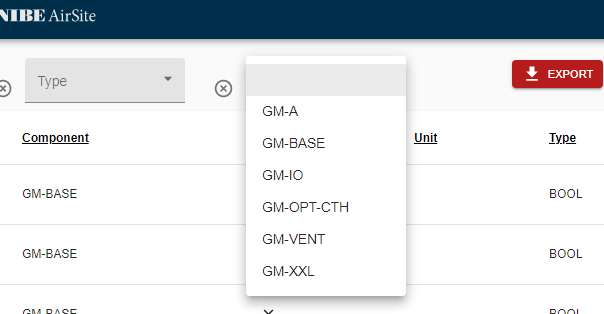 NIBE AirSite
Type
EXPORT
GM-A
GM-BASE
GM-IO
GM-OPT-CTH
GM-VENT
GM-XXL
Component Unit Type
GM-BASE BOOL
GM-BASE BOOL
GM-BASE BOOL